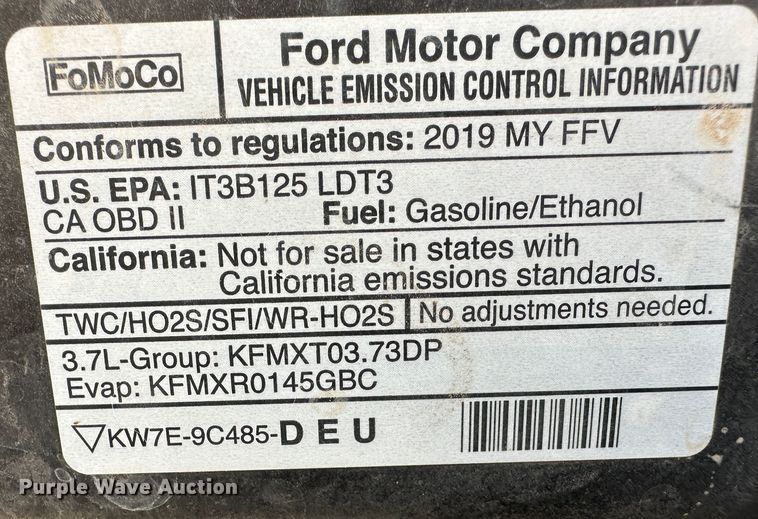 FoMoCo
Ford Motor Company
VEHICLE EMISSION CONTROL INFORMATION
Conforms to regulations: 2019 MY FFV
U.S. EPA: IT3B125 LDT3
CA OBD II Fuel: Gasoline/Ethanol
California: Not for sale in states with
California emissions standards.
TWC/HO2S/SFI/WR-HO2S No adjustments needed.
3.7L-Group: KFMXT03.73DP
Evap: KFMXR0145GBC
KW7E-9C485-D E U
Purple Wave Auction